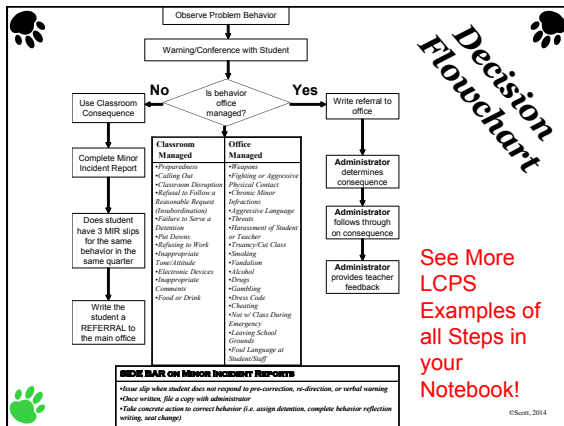 Observe Problem Behavior
Warning/Conference with Student
Decision
Flowchart
No
Is behavior
office
managed?
Yes
Use Classroom
Consequence
Complete Minor
Incident Report
Does student
have 3 MIR slips
for the same
behavior in the
same quarter
Write the
student a
REFERRAL to
the main office
Classroom
Managed
•Preparedness
•Calling Out
•Classroom Disruption
•Refusal to Follow a
Reasonable Request
(Insubordination)
•Failure to Serve a
Detention
•Put Downs
•Refusing to Work
•Inappropriate
Tone/Attitude
•Electronic Devices
•Inappropriate
Comments
•Food or Drink
Office
Managed
•Weapons
•Fighting or Aggressive
Physical Contact
•Chronic Minor
Infractions
•Aggressive Language
•Threats
•Harassment of Student
or Teacher
•Truancy/Cut Class
•Smoking
•Vandalism
•Alcohol
•Drugs
•Gambling
•Dress Code
•Cheating
•Not w/ Class During
Emergency
•Leaving School
Grounds
•Foul Language at
Student/Staff
Write referral to
office
Administrator
determines
consequence
Administrator
follows through
on consequence
Administrator
provides teacher
feedback
See More
LCPS
Examples of
all Steps in
your
Notebook!
SIDE BAR on Minor Incident Reports
•Issue slip when student does not respond to pre-correction, re-direction, or verbal warning
•Once written, file a copy with administrator
•Take concrete action to correct behavior (i.e. assign detention, complete behavior reflection
writing, seat change)
©Scott, 2014